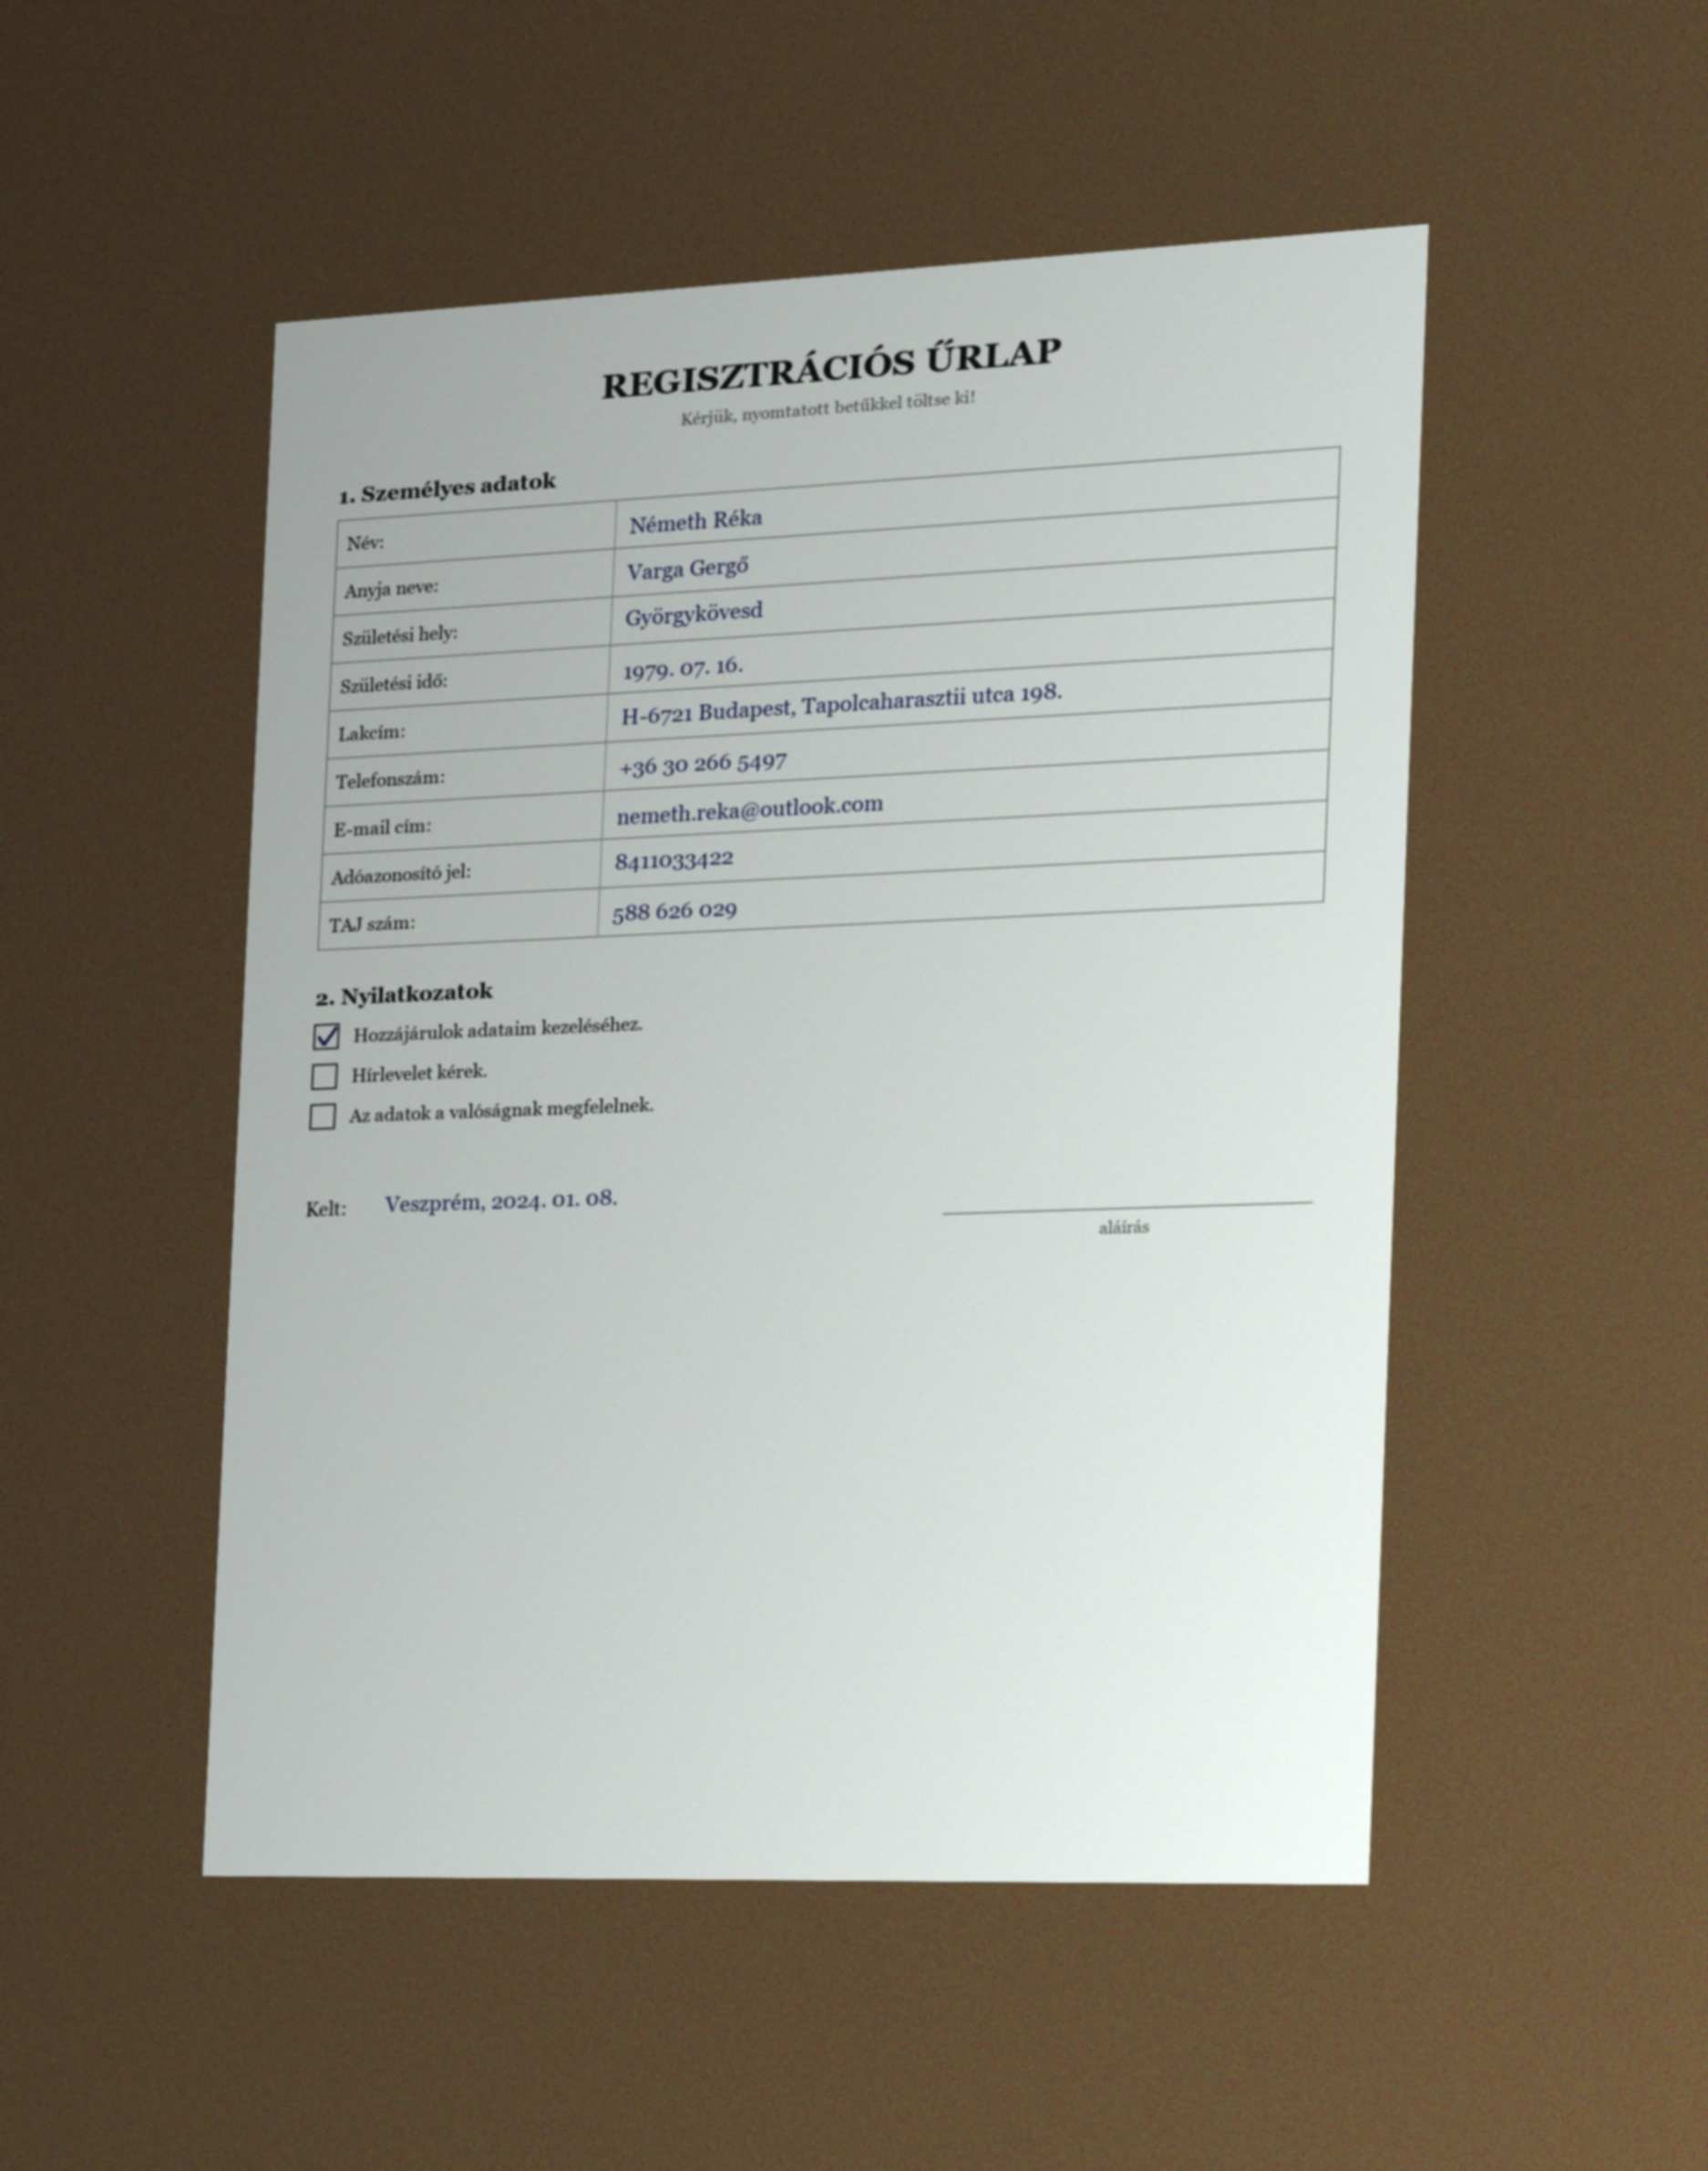 REGISZTRÁCIÓS ŰRLAP
Kérjük, nyomtatott betűkkel töltse ki!
1. Személyes adatok
Név: Németh Réka
Anyja neve: Varga Gergő
Születési hely: Györgykövesd
Születési idő: 1979. 07. 16.
Lakcím: H-6721 Budapest, Tapolcaharasztii utca 198.
Telefonszám: +36 30 266 5497
E-mail cím: nemeth.reka@outlook.com
Adóazonosító jel: 8411033422
TAJ szám: 588 626 029
2. Nyilatkozatok
Hozzájárulok adataim kezeléséhez.
Hírlevelet kérek.
Az adatok a valóságnak megfelelnek.
Kelt: Veszprém, 2024. 01. 08.
aláírás